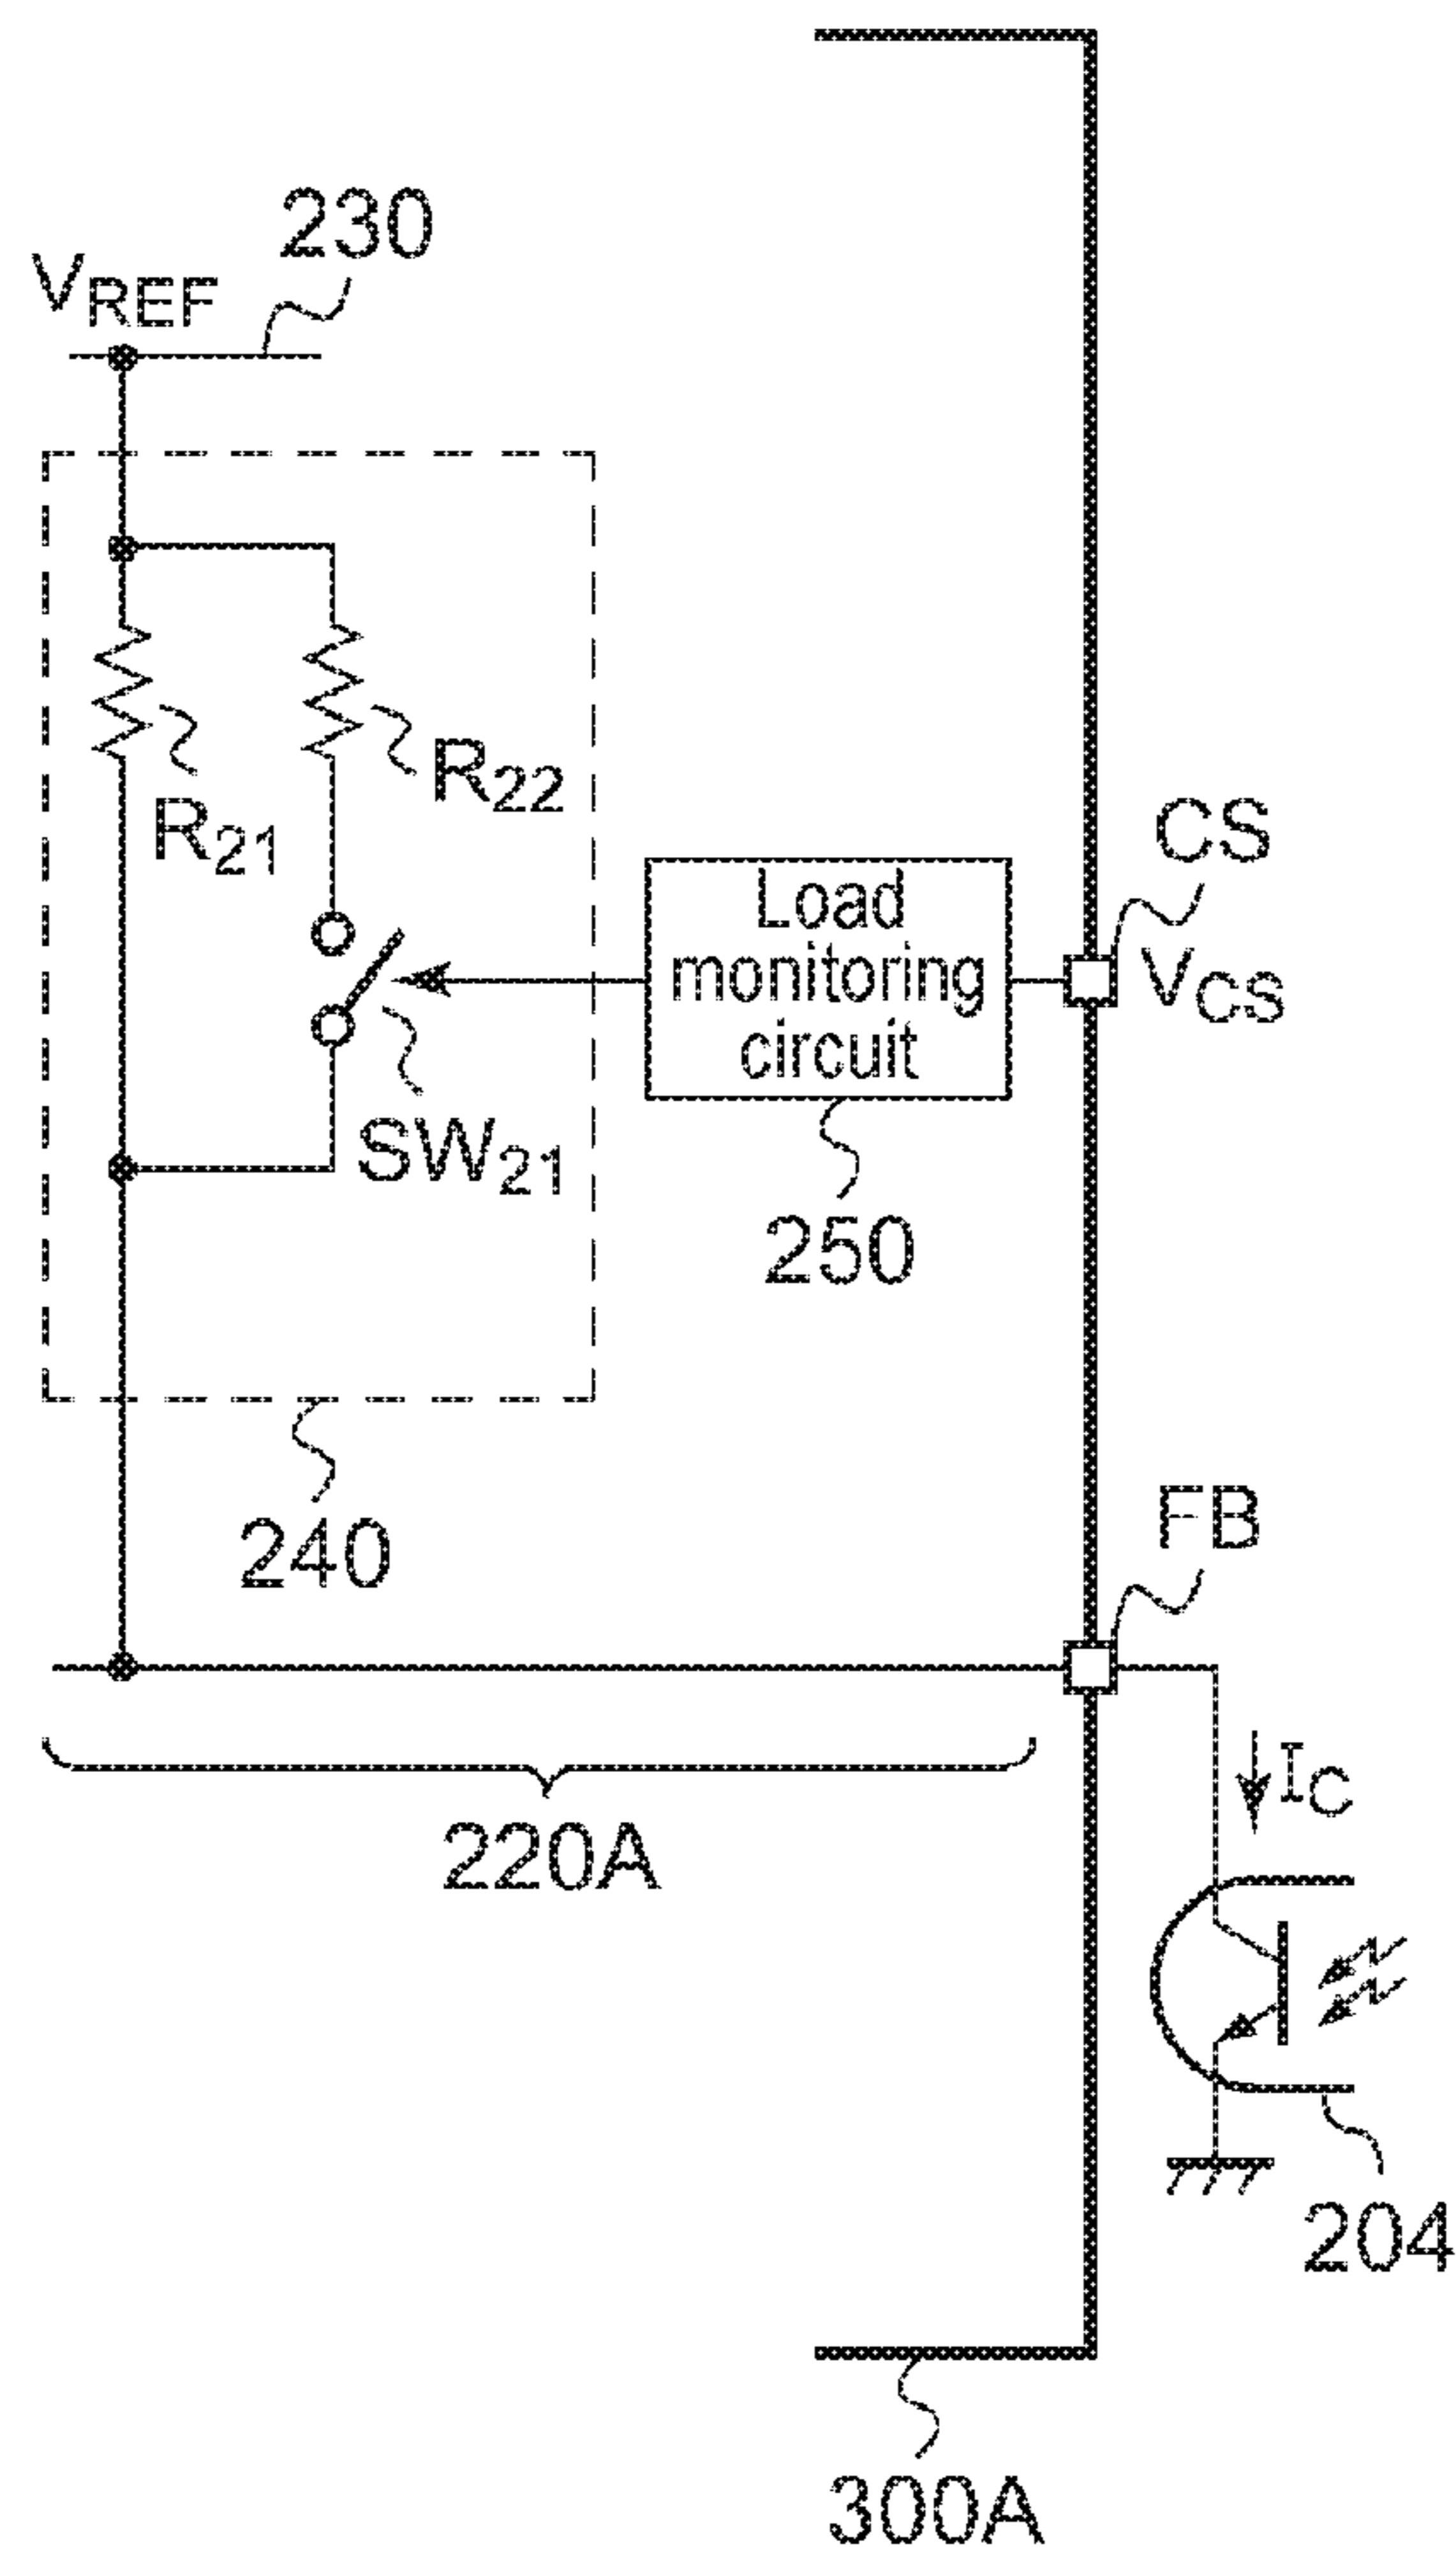 230
VREF
R22
R21
CS
Load
monitoring
circuit
VCS
SW21
250
240
FB
IC
220A
204
300A